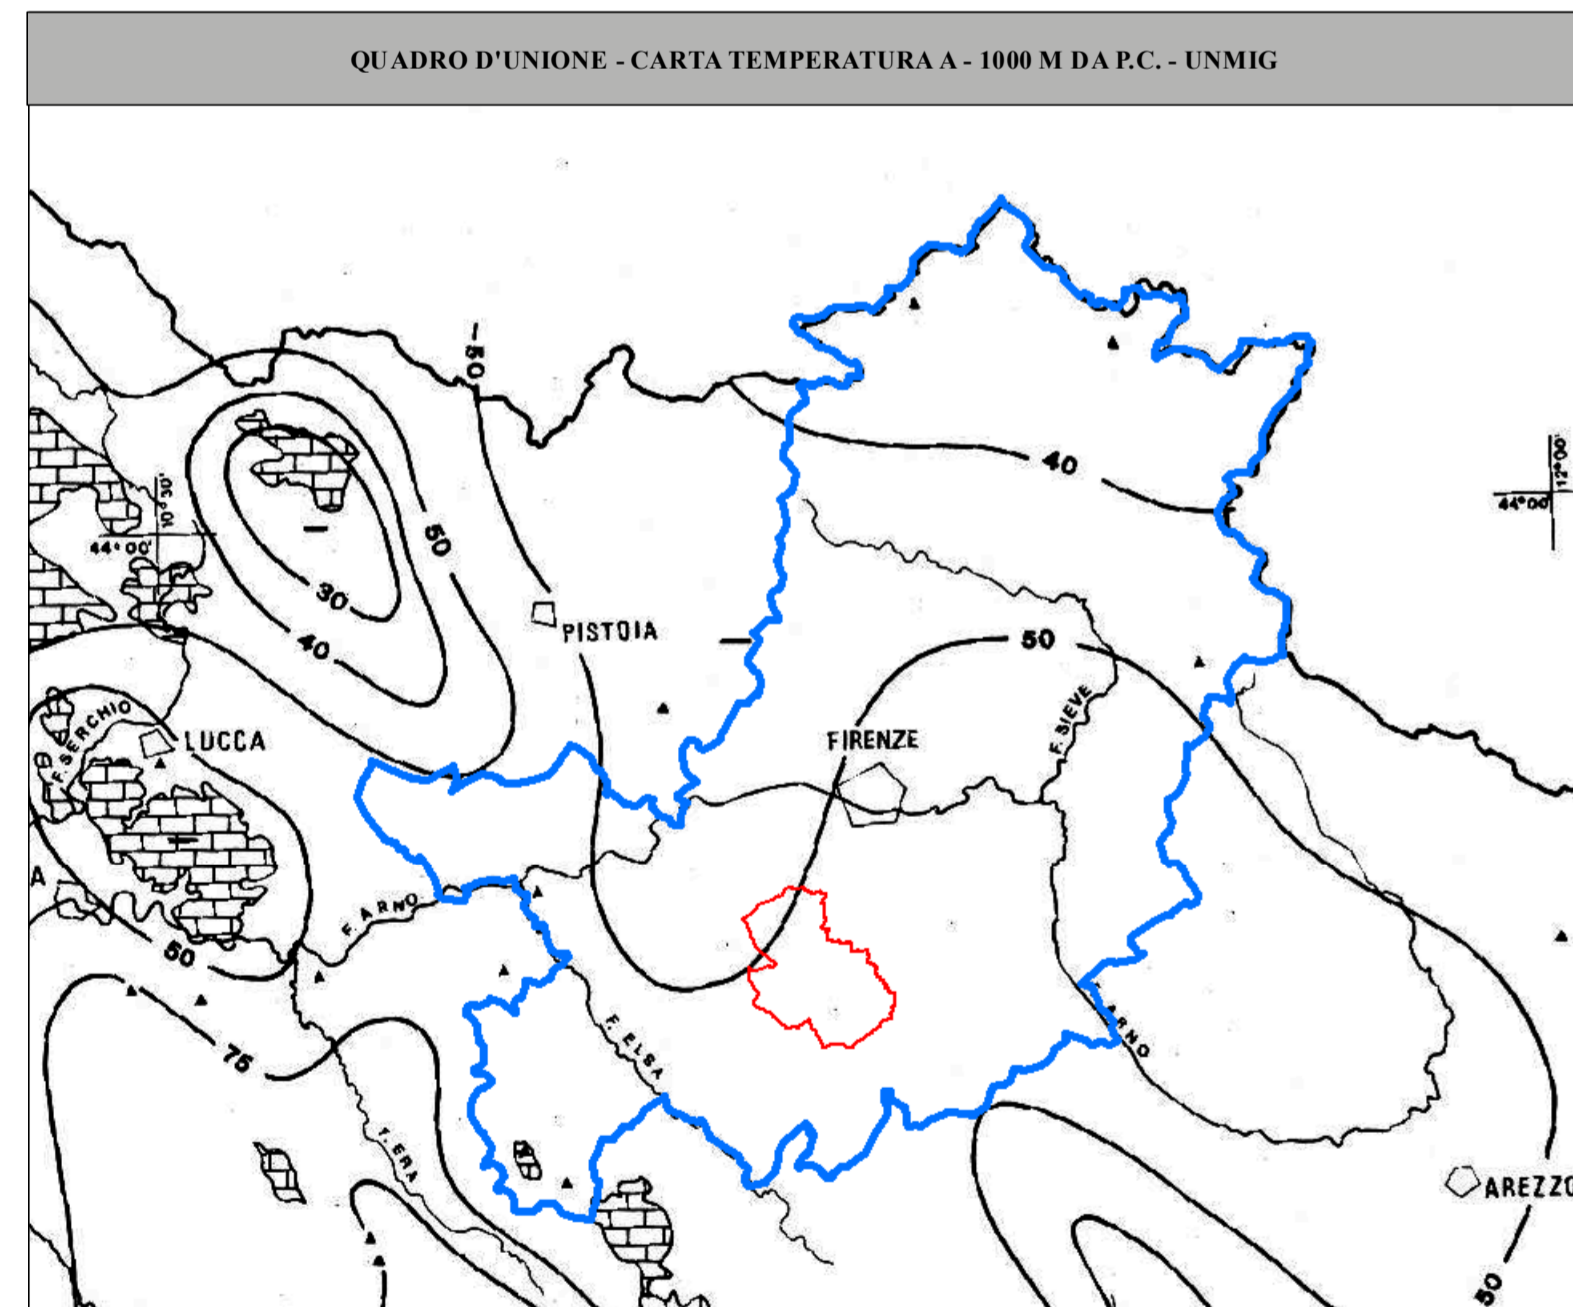 QUADRO D'UNIONE - CARTA TEMPERATURA A - 1000 M DA P.C. - UNMIG
-50
40
12°00'
44°00'
10°30'
44°00'
50
30
40
PISTOIA
50
F. SERCHIO
LUCCA
FIRENZE
F. SIEVE
A
F. ARNO
50
75
F. ELSA
ARNO
F. ERA
AREZZO
50